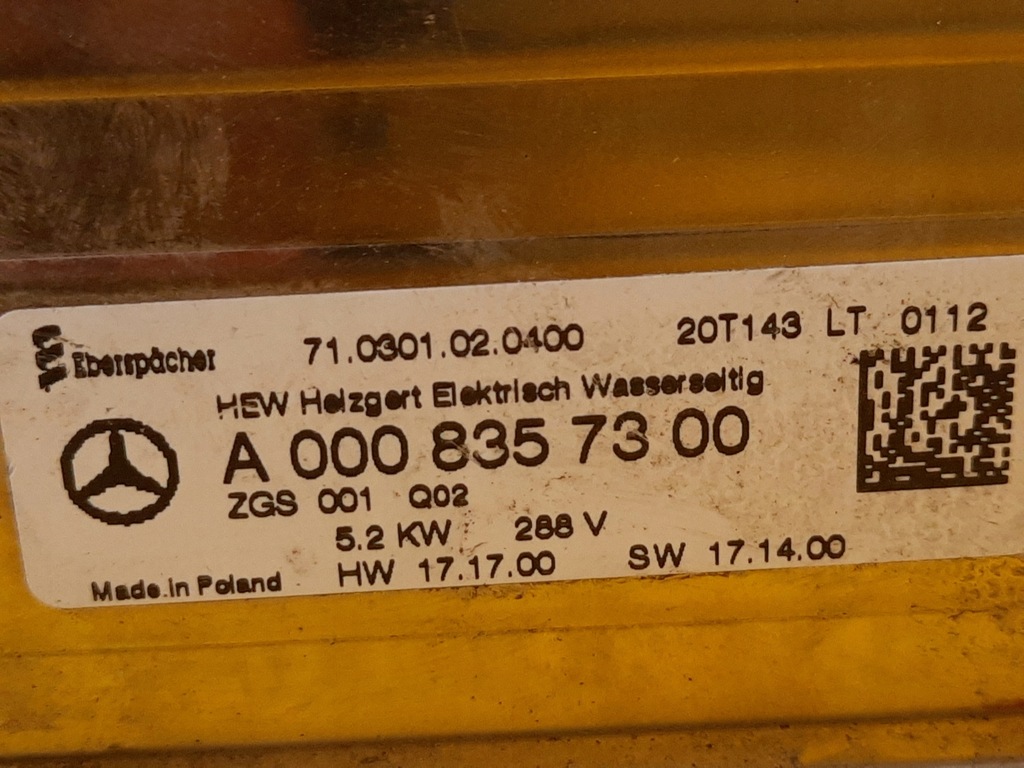 Eberspächer 71.0301.02.0400 20T143 LT 0112
HEW Heizgert Elektrisch Wasserseitig
A 000 835 73 00
ZGS 001 Q02
5.2 KW 288 V
Made.in Poland HW 17.17.00 SW 17.14.00